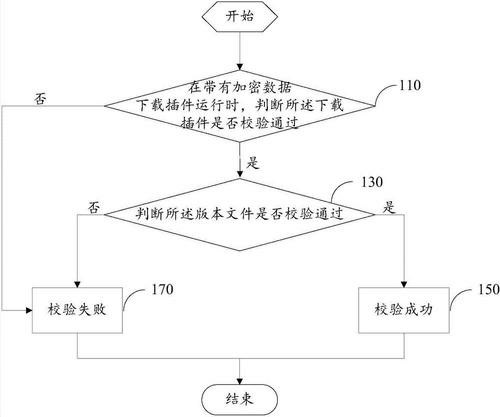 开始
在带有加密数据
下载插件运行时，判断所述下载
插件是否校验通过
110
否
是
130
判断所述版本文件是否校验通过
否
是
校验失败
170
校验成功
150
结束